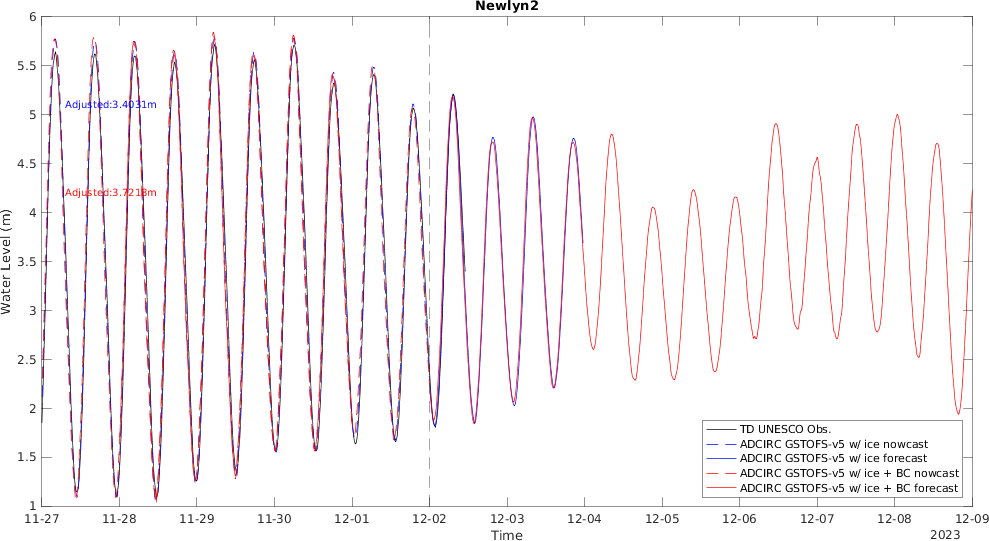 Newlyn2
6
5.5
5
4.5
4
3.5
3
2.5
2
1.5
1
Water Level (m)
Adjusted:3.4031m
Adjusted:3.7213m
TD UNESCO Obs.
ADCIRC GSTOFS-v5 w/ ice nowcast
ADCIRC GSTOFS-v5 w/ ice forecast
ADCIRC GSTOFS-v5 w/ ice + BC nowcast
ADCIRC GSTOFS-v5 w/ ice + BC forecast
11-27 11-28 11-29 11-30 12-01 12-02 12-03 12-04 12-05 12-06 12-07 12-08 12-09
Time
2023